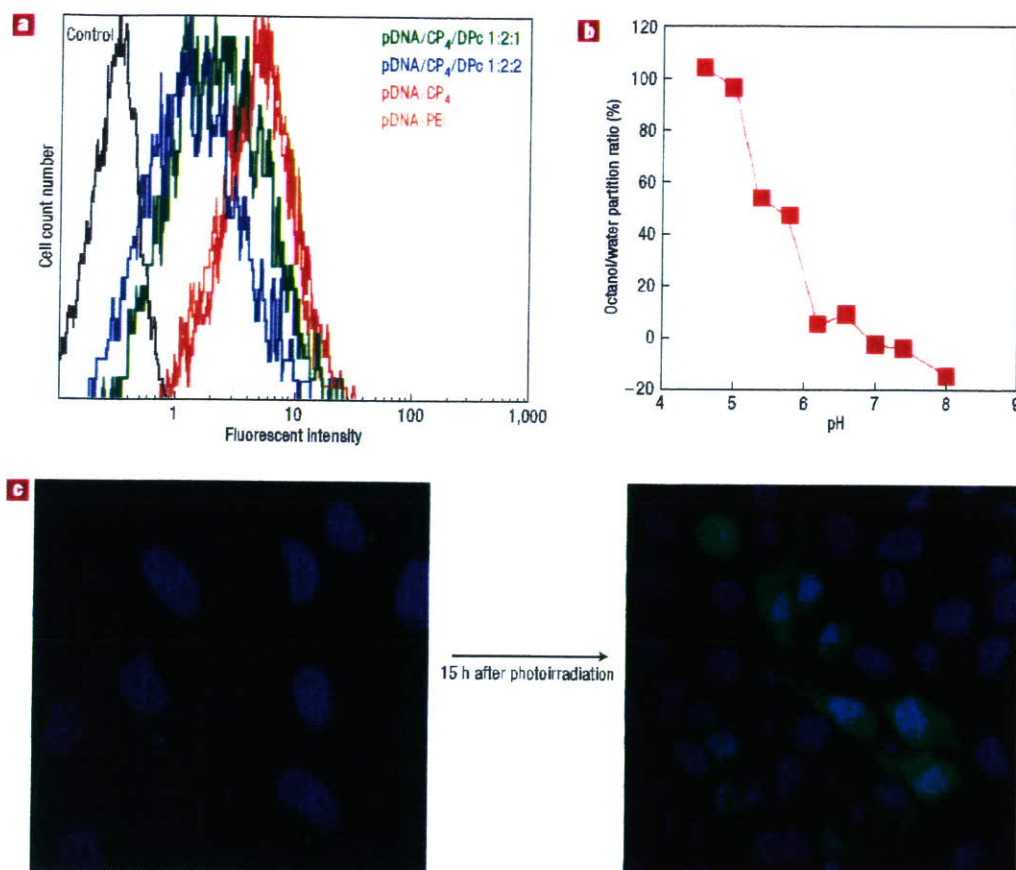 a
Control
pDNA/CP4/DPc 1:2:1
pDNA/CP4/DPc 1:2:2
pDNA CP4
pDNA PE
Cell count number
1 10 100 1,000
Fluorescent intensity
b
120
100
80
60
40
20
0
−20
Octanol/water partition ratio (%)
4 5 6 7 8 9
pH
c
15 h after photoirradiation